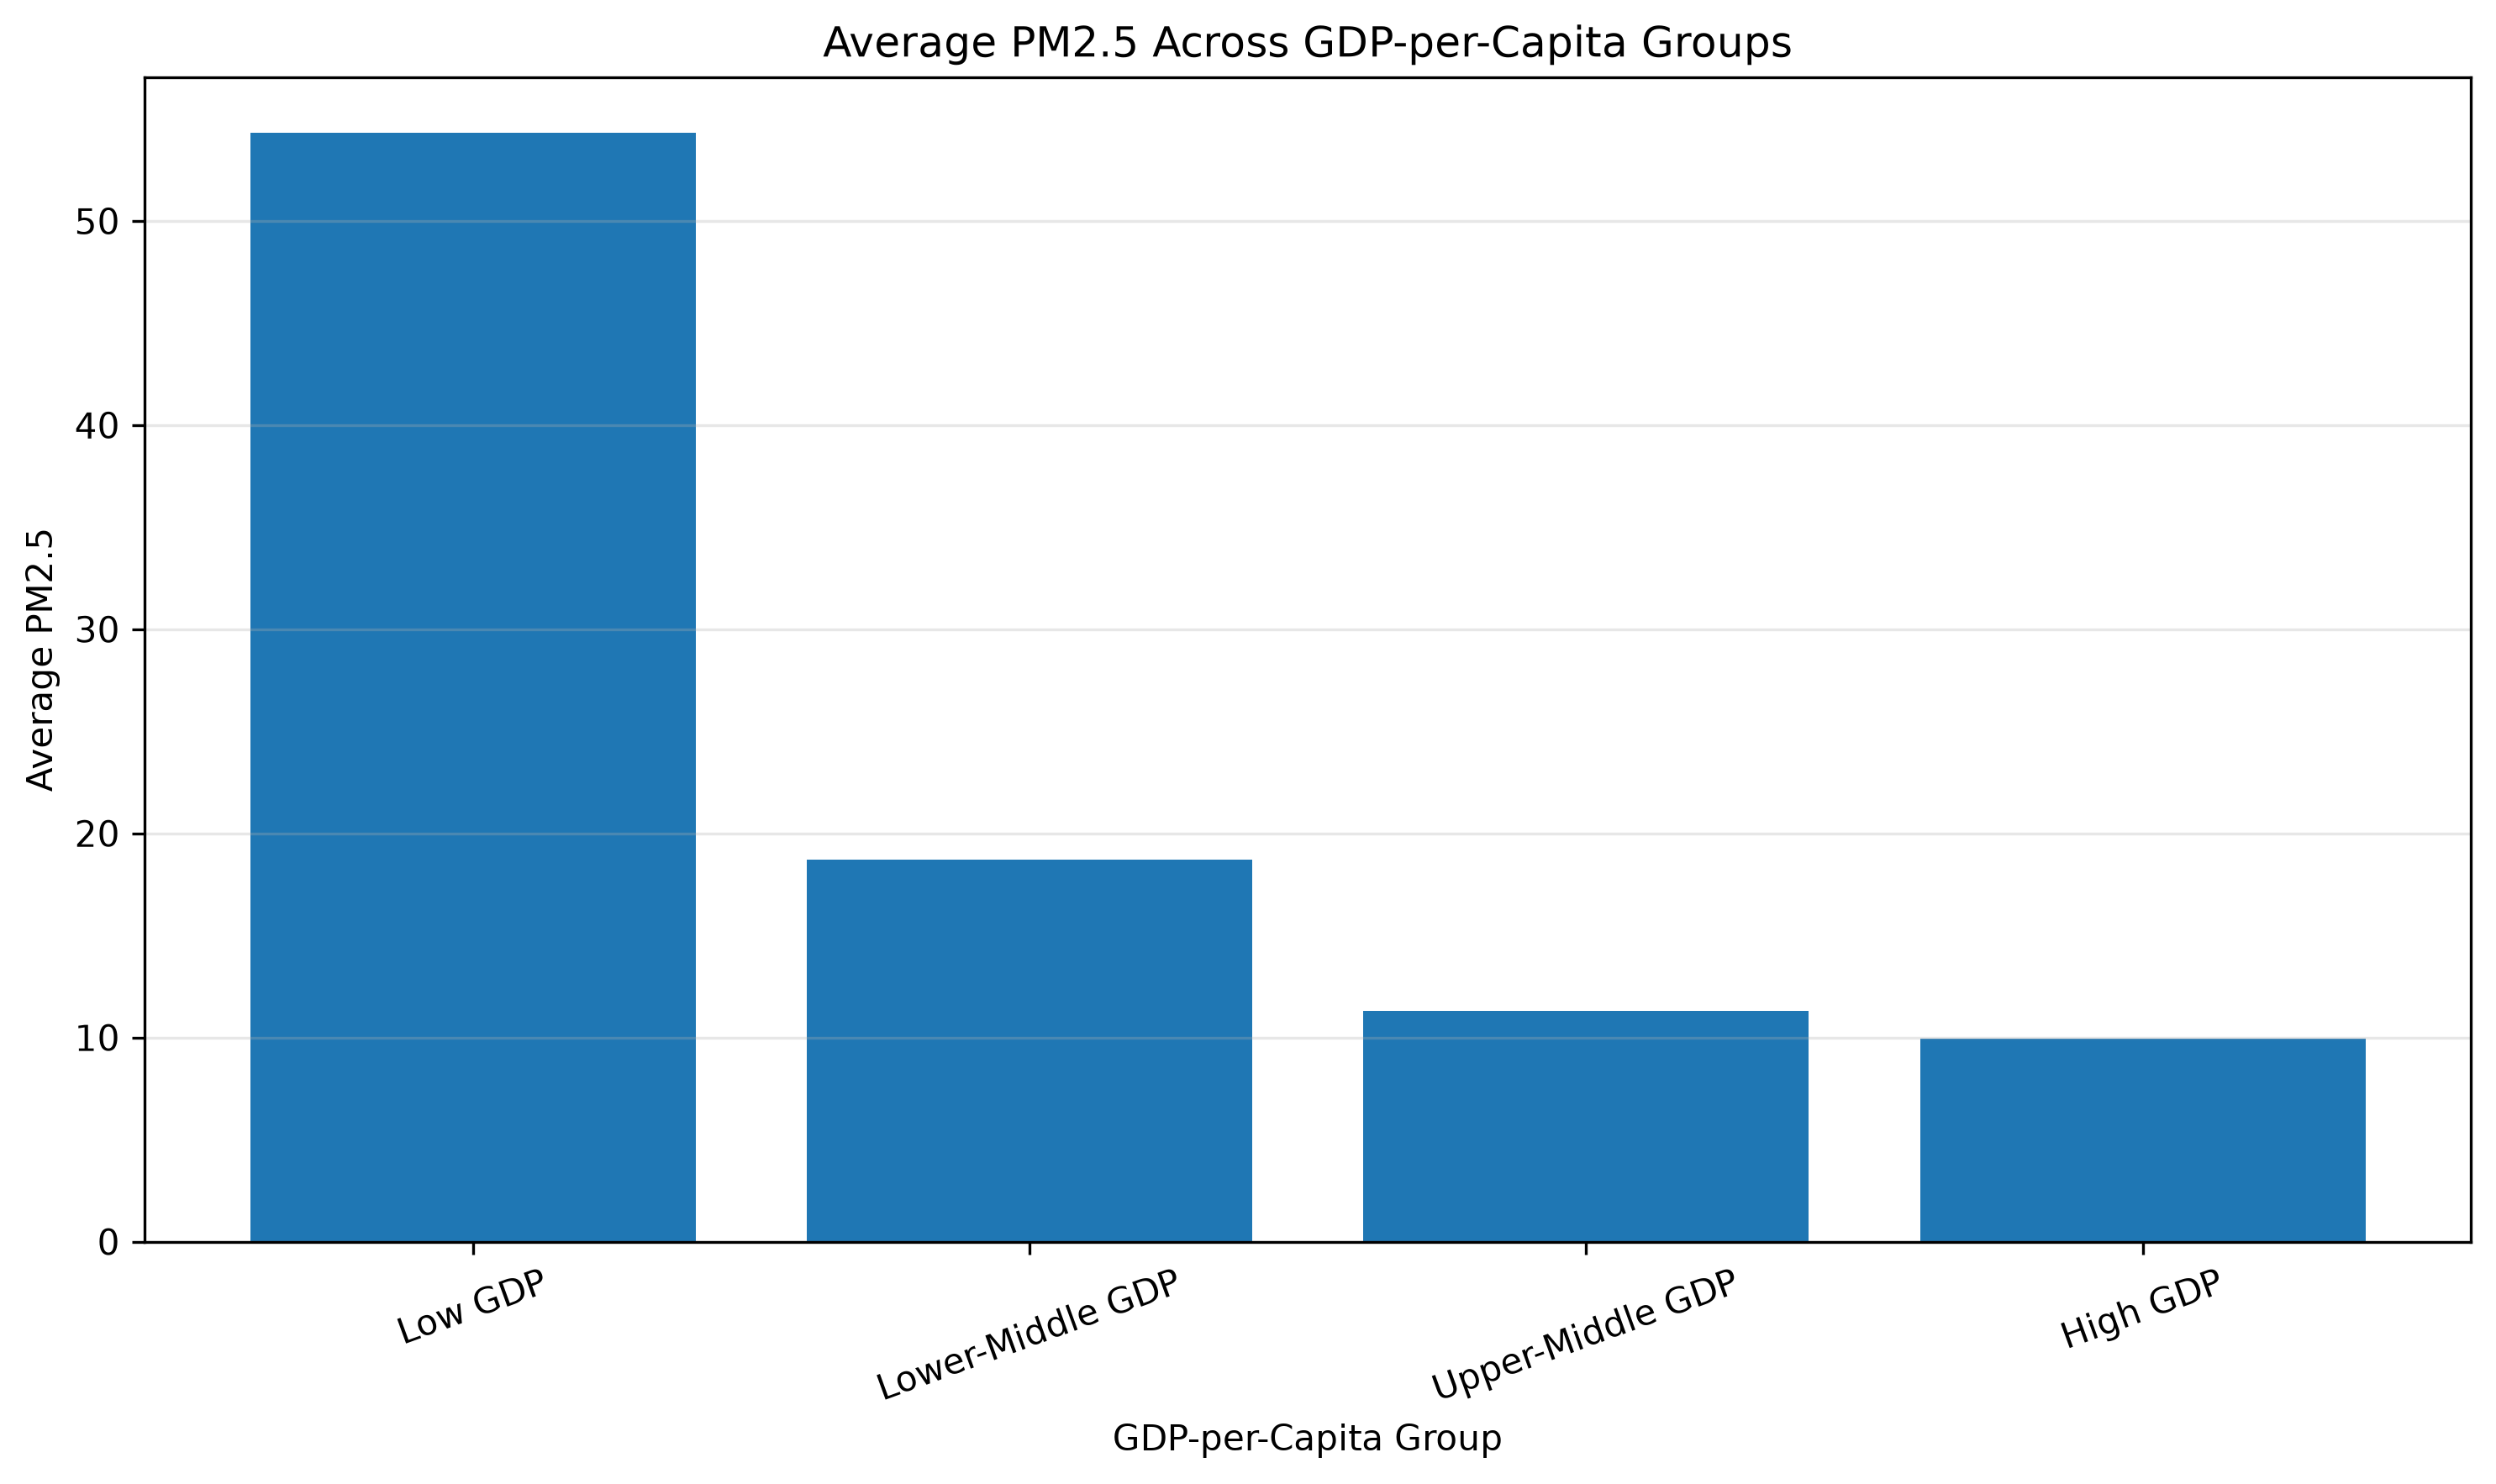 Average PM2.5 Across GDP-per-Capita Groups
Average PM2.5
50
40
30
20
10
0
Low GDP
Lower-Middle GDP
Upper-Middle GDP
High GDP
GDP-per-Capita Group